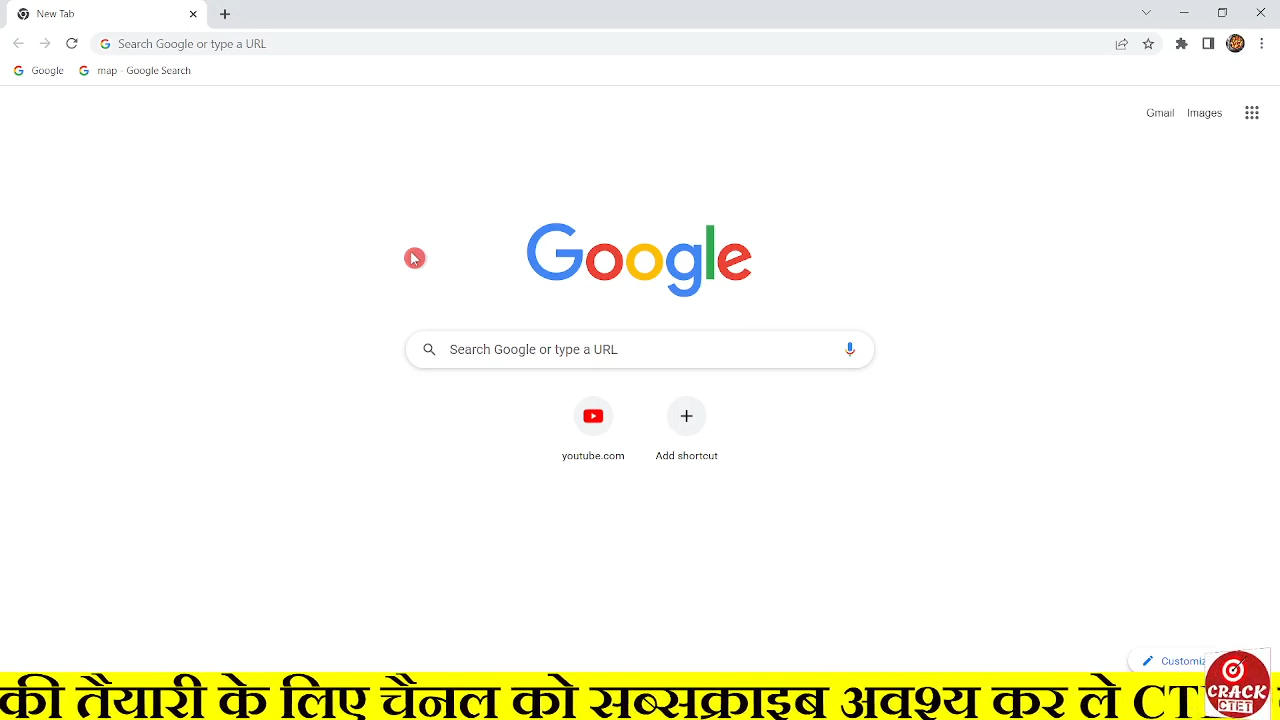 New Tab
Search Google or type a URL
Google
map - Google Search
Gmail
Images
Google
Search Google or type a URL
youtube.com
Add shortcut
की तैयारी के लिए चैनल को सब्सक्राइब अवश्य कर ले
CRACK
CTET